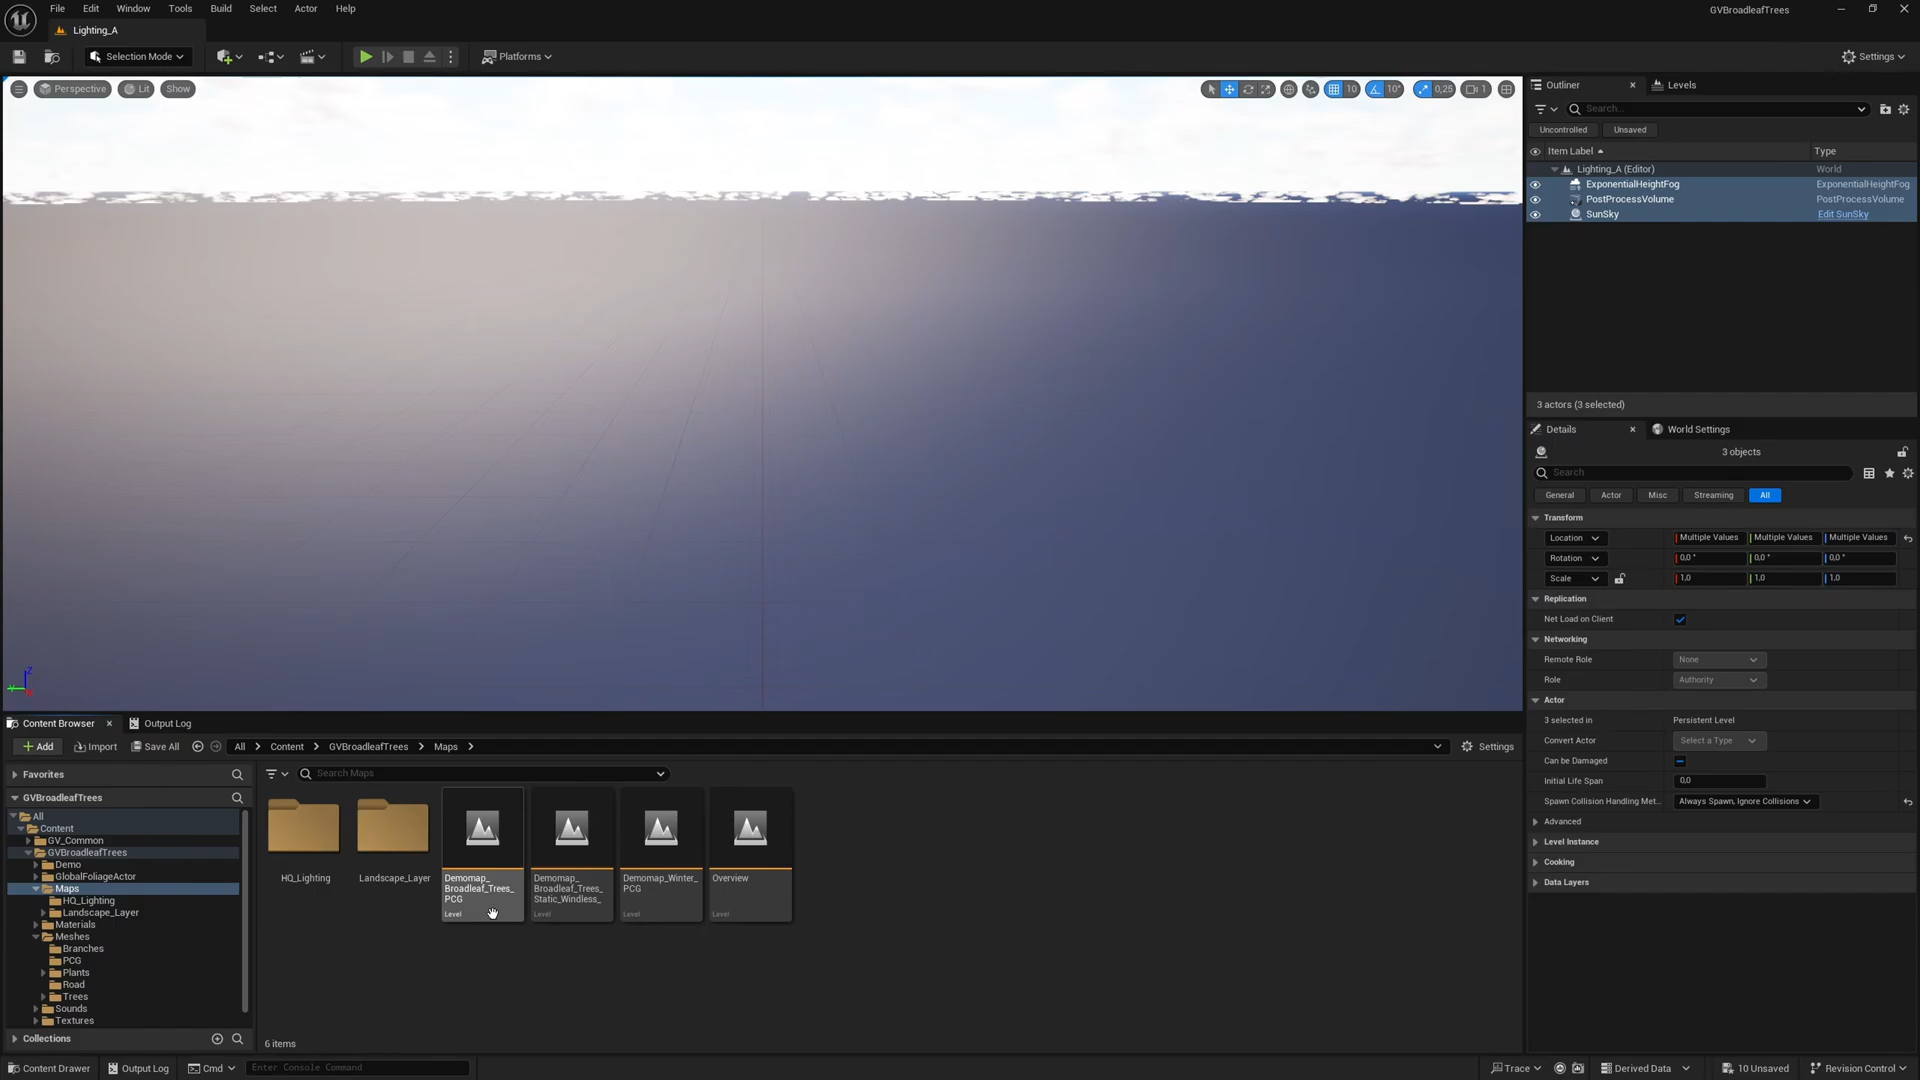 File Edit Window Tools Build Select Actor Help
GVBroadleafTrees
Lighting_A
Selection Mode
Platforms
Settings
Perspective
Lit
Show
10
10°
0,25
1
Outliner
Levels
Search...
Uncontrolled
Unsaved
Item Label
Type
Lighting_A (Editor)
World
ExponentialHeightFog
ExponentialHeightFog
PostProcessVolume
PostProcessVolume
SunSky
Edit SunSky
3 actors (3 selected)
Details
World Settings
3 objects
Search
General
Actor
Misc
Streaming
All
Transform
Location
Multiple Values
Multiple Values
Multiple Values
Rotation
0,0 °
0,0 °
0,0 °
Scale
1,0
1,0
1,0
Replication
Net Load on Client
Networking
Remote Role
None
Role
Authority
Actor
3 selected in
Persistent Level
Convert Actor
Select a Type
Can be Damaged
Initial Life Span
0,0
Spawn Collision Handling Met...
Always Spawn, Ignore Collisions
Advanced
Level Instance
Cooking
Data Layers
Z
Y
X
Content Browser
Output Log
Add
Import
Save All
All
Content
GVBroadleafTrees
Maps
Settings
Favorites
GVBroadleafTrees
All
Content
GV_Common
GVBroadleafTrees
Demo
GlobalFoliageActor
Maps
HQ_Lighting
Landscape_Layer
Materials
Meshes
Branches
PCG
Plants
Road
Trees
Sounds
Textures
Collections
Search Maps
HQ_Lighting
Landscape_Layer
Demomap_
Broadleaf_Trees_
PCG
Level
Demomap_
Broadleaf_Trees_
Static_Windless_
Level
Demomap_Winter_
PCG
Level
Overview
Level
6 items
Content Drawer
Output Log
Cmd
Enter Console Command
Trace
Derived Data
10 Unsaved
Revision Control